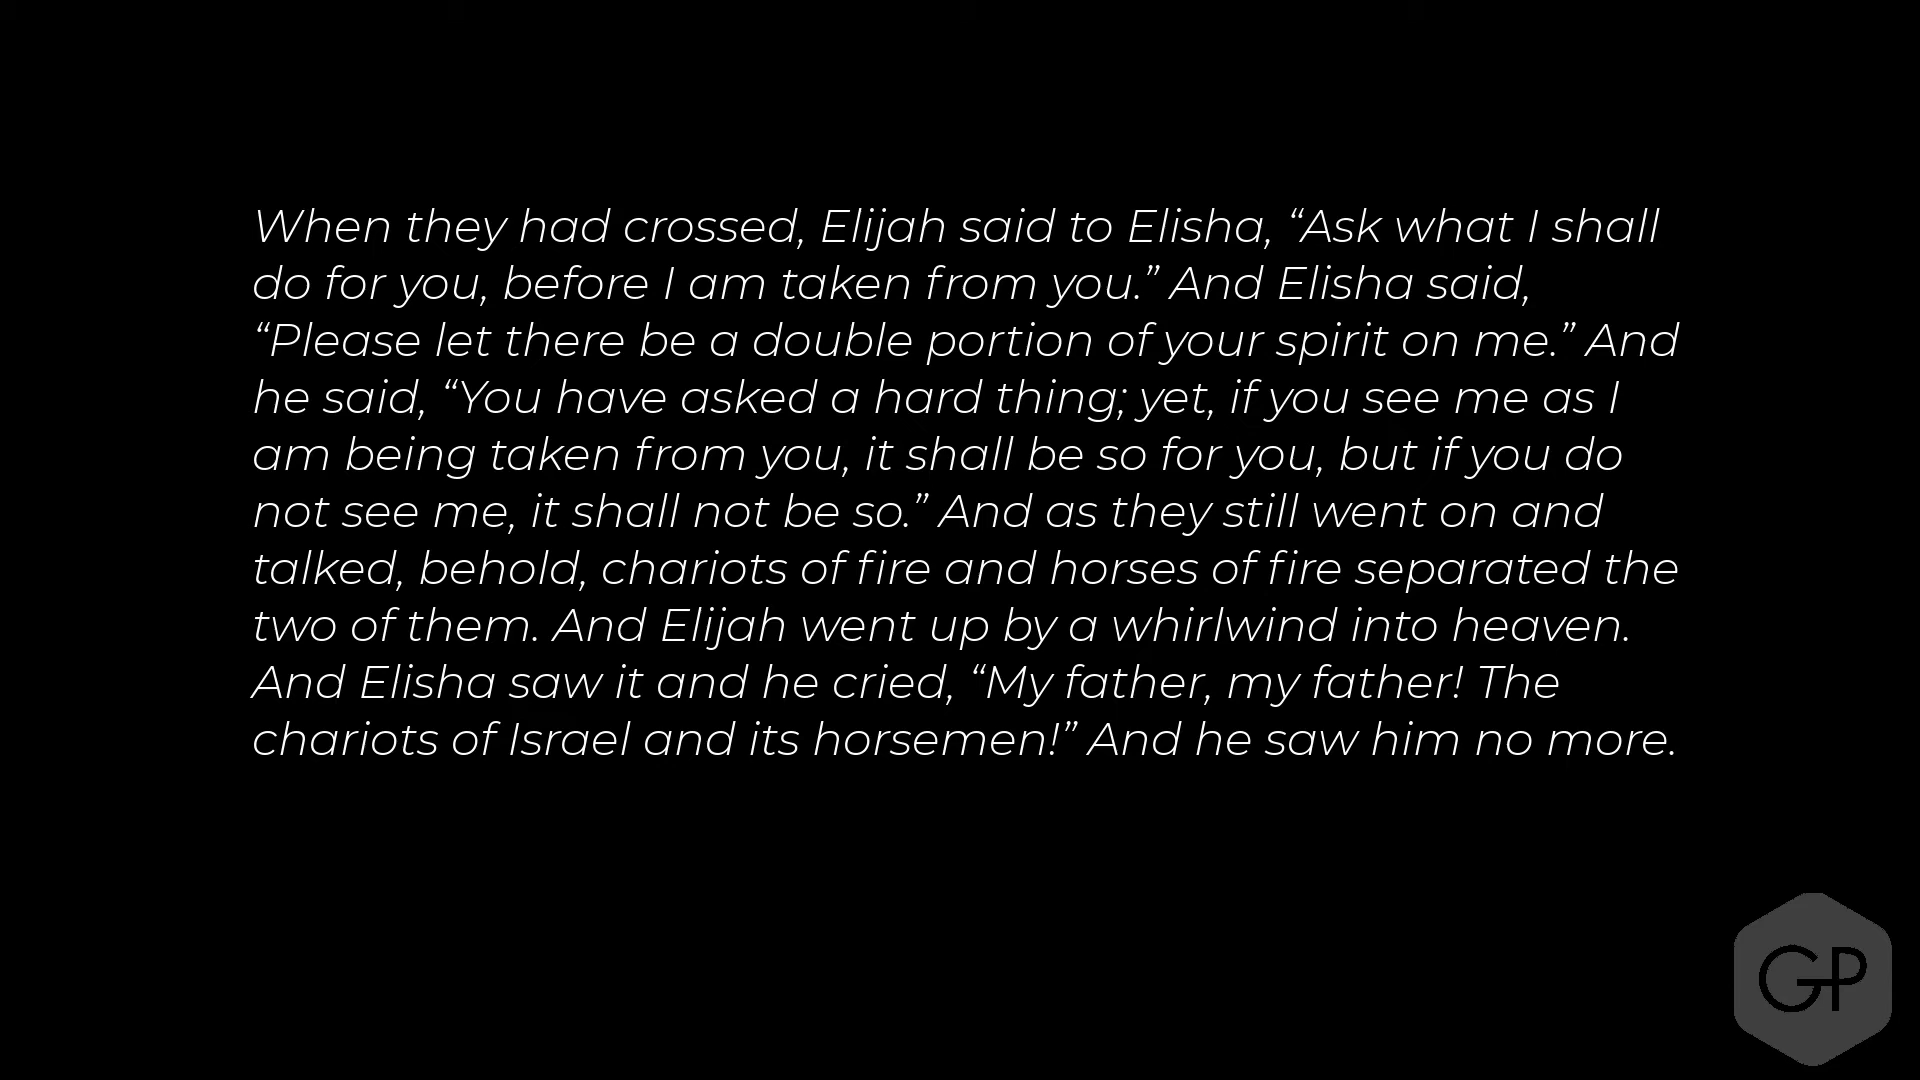 When they had crossed, Elijah said to Elisha, “Ask what I shall
do for you, before I am taken from you.” And Elisha said,
“Please let there be a double portion of your spirit on me.” And
he said, “You have asked a hard thing; yet, if you see me as I
am being taken from you, it shall be so for you, but if you do
not see me, it shall not be so.” And as they still went on and
talked, behold, chariots of fire and horses of fire separated the
two of them. And Elijah went up by a whirlwind into heaven.
And Elisha saw it and he cried, “My father, my father! The
chariots of Israel and its horsemen!” And he saw him no more.
GP